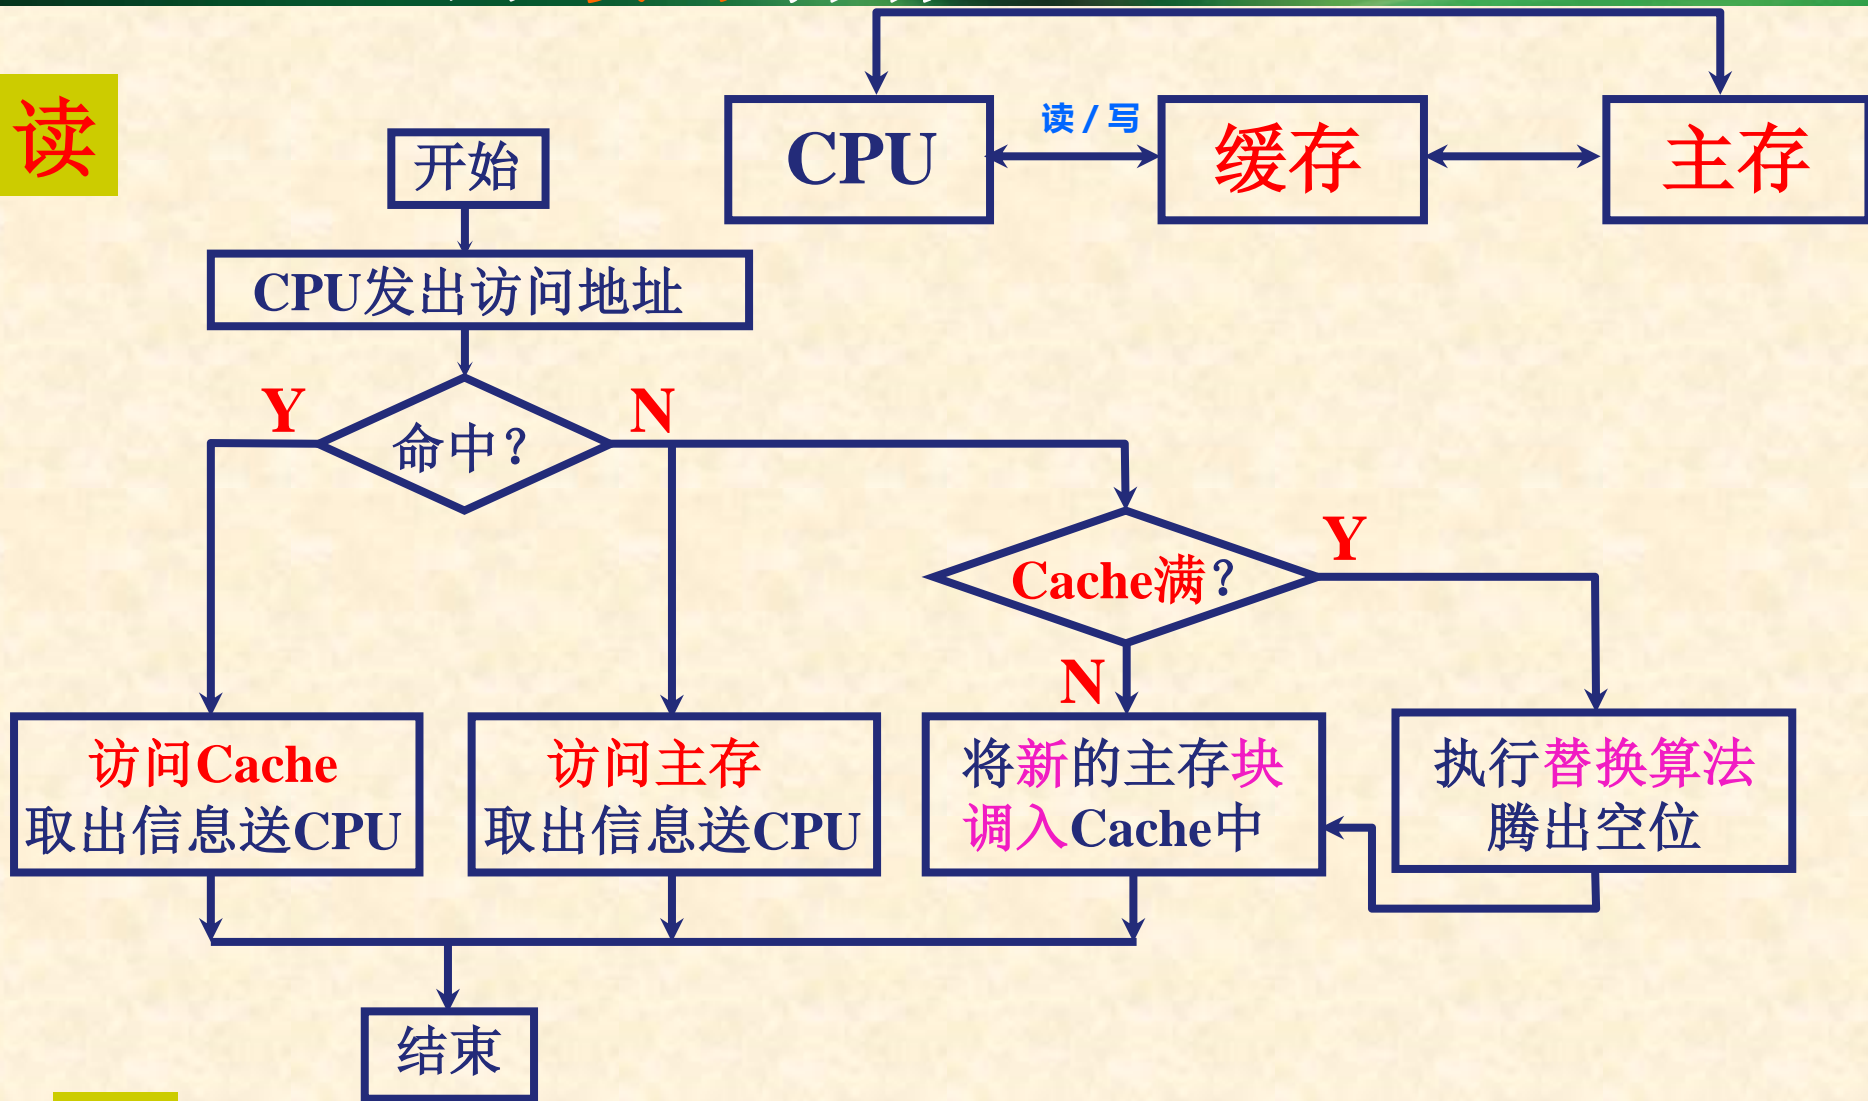 读
CPU
读 / 写
缓存
主存
开始
CPU发出访问地址
Y
N
命中?
Cache满?
Y
N
访问Cache
取出信息送CPU
访问主存
取出信息送CPU
将新的主存块
调入Cache中
执行替换算法
腾出空位
结束